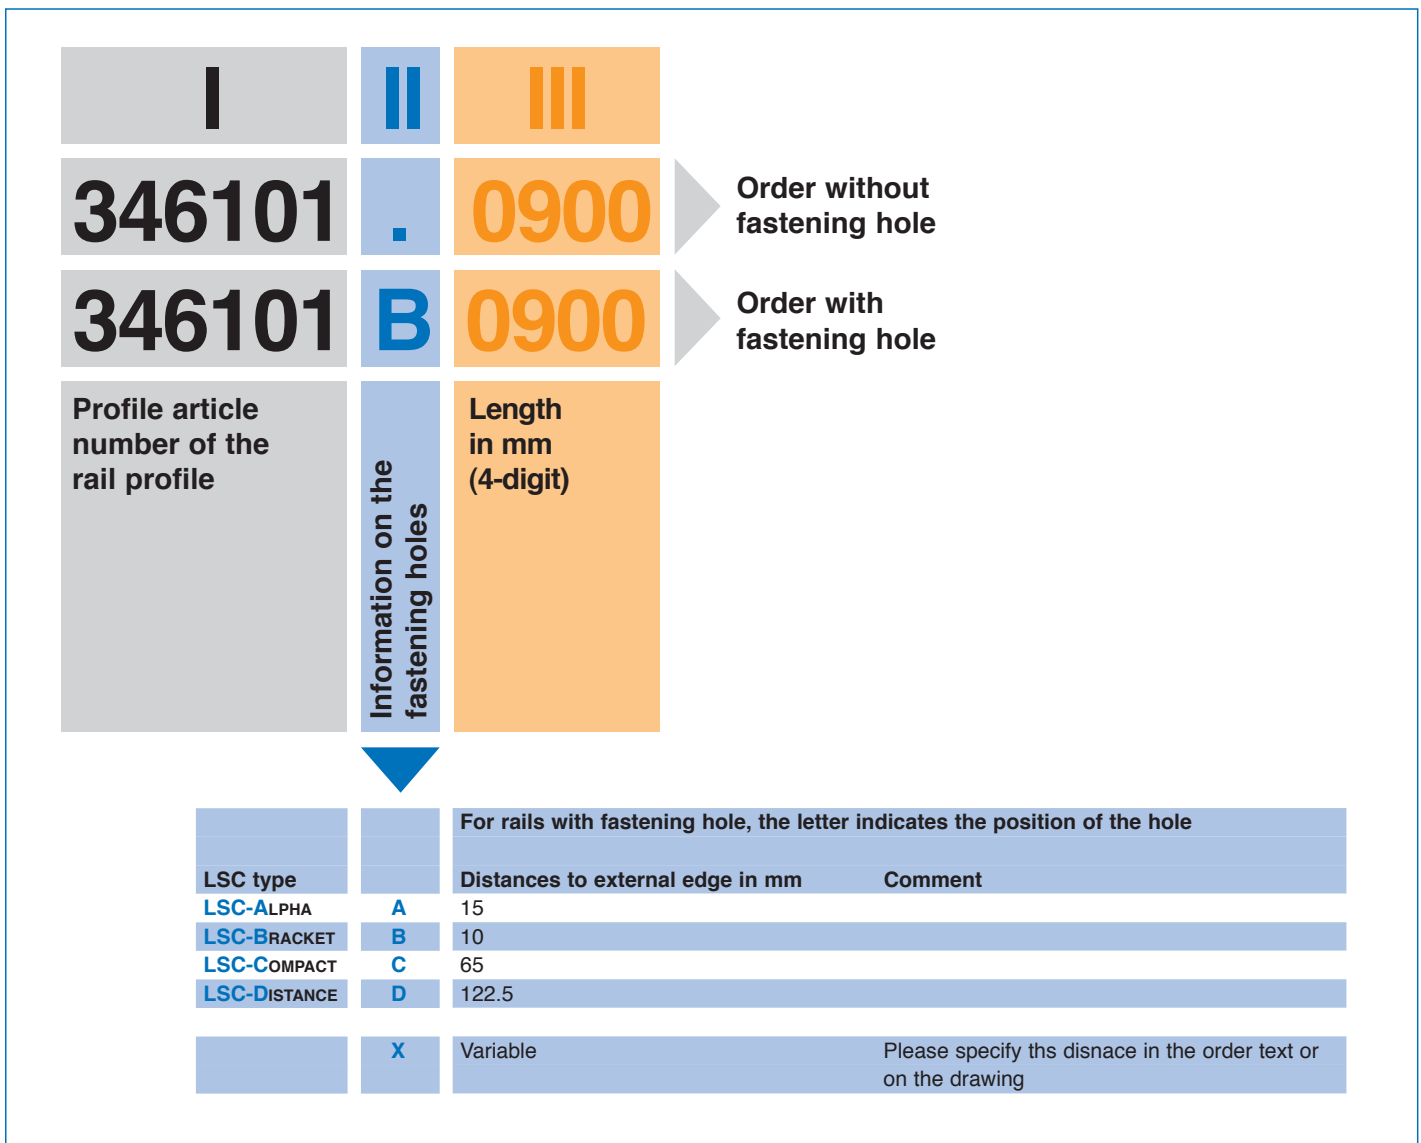 I II III
346101 . 0900
Order without
fastening hole
346101 B 0900
Order with
fastening hole
Profile article
number of the
rail profile
Information on the
fastening holes
Length
in mm
(4-digit)
For rails with fastening hole, the letter indicates the position of the hole
LSC type Distances to external edge in mm Comment
LSC-ALPHA A 15
LSC-BRACKET B 10
LSC-COMPACT C 65
LSC-DISTANCE D 122.5
X Variable Please specify ths disnace in the order text or
on the drawing